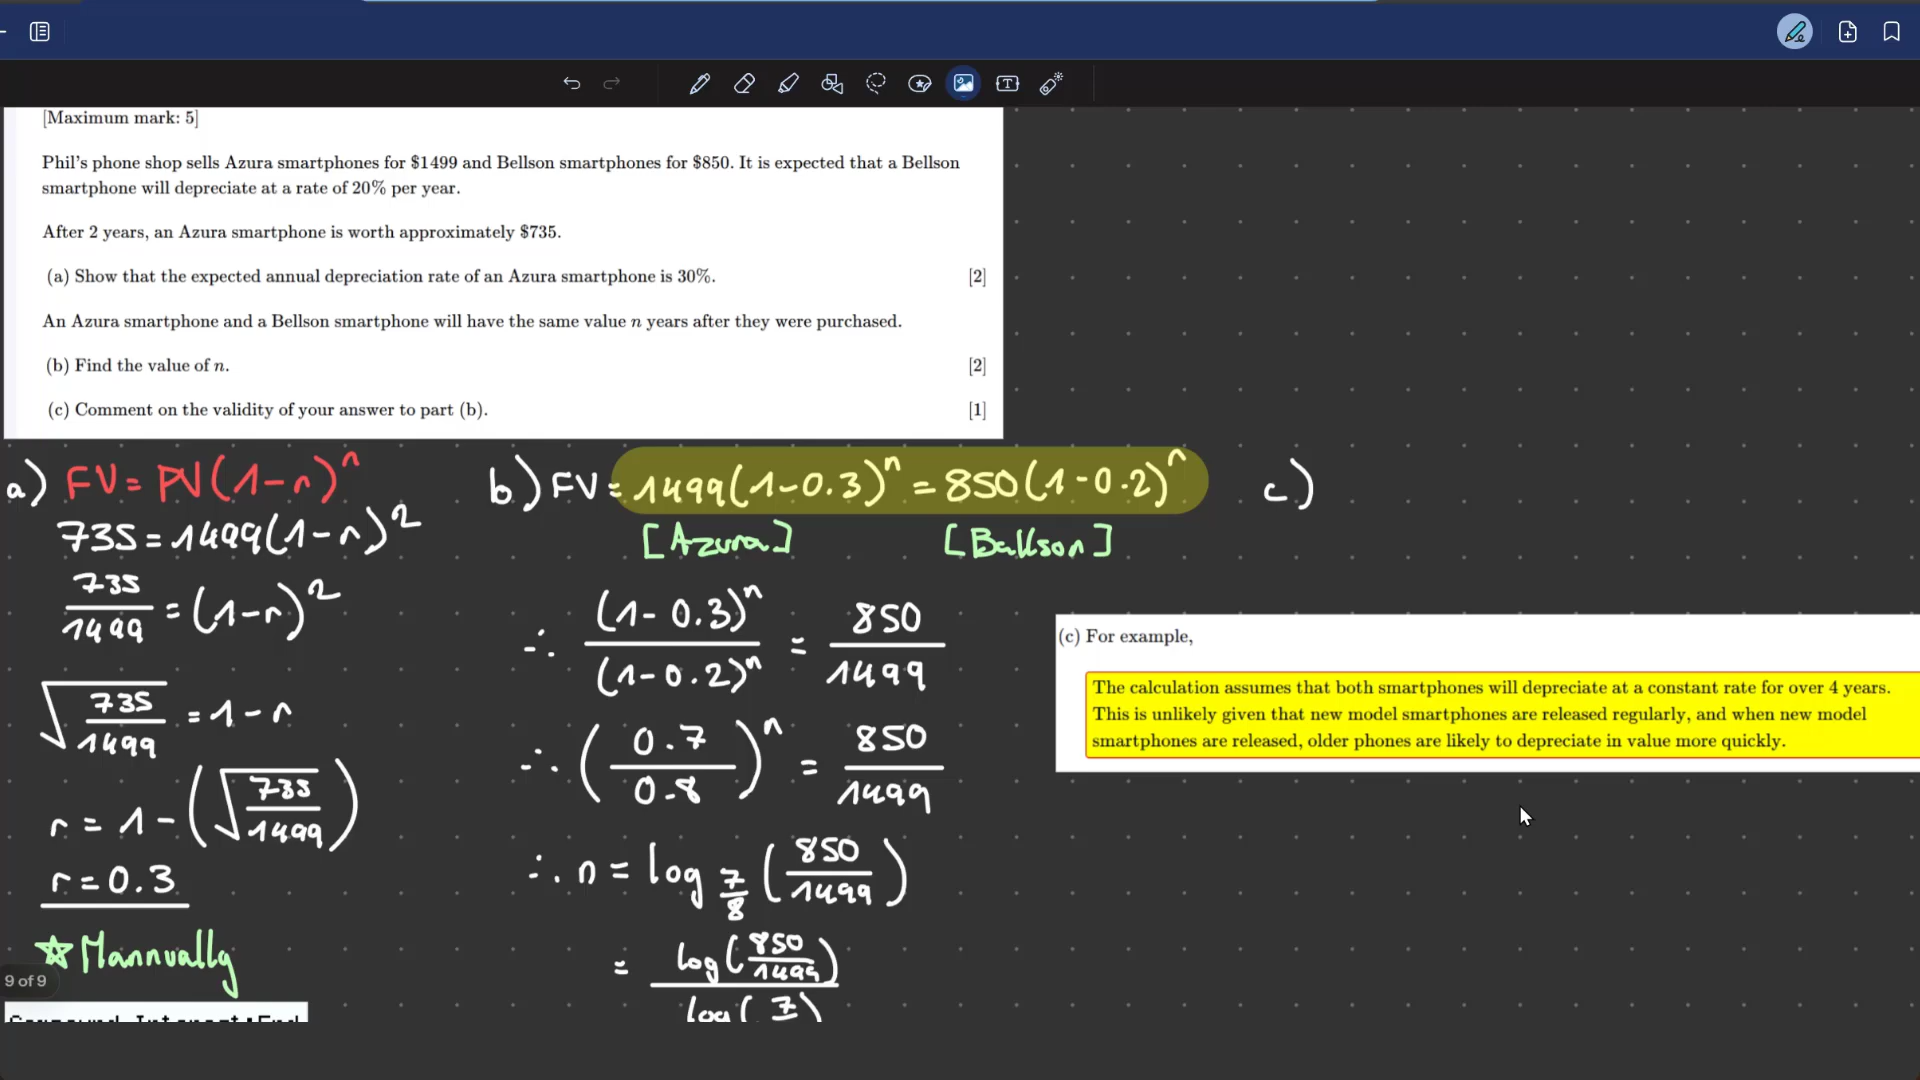 [Maximum mark: 5]
Phil's phone shop sells Azura smartphones for $1499 and Bellson smartphones for $850. It is expected that a Bellson
smartphone will depreciate at a rate of 20% per year.
After 2 years, an Azura smartphone is worth approximately $735.
(a) Show that the expected annual depreciation rate of an Azura smartphone is 30%. [2]
An Azura smartphone and a Bellson smartphone will have the same value n years after they were purchased.
(b) Find the value of n. [2]
(c) Comment on the validity of your answer to part (b). [1]
a) FV = PV(1-r)^n
735 = 1499(1-r)^2
735/1499 = (1-r)^2
√(735/1499) = 1-r
r = 1-(√(735/1499))
r = 0.3
☆Mannually
9 of 9
Compound Interest:End
b) FV = 1499(1-0.3)^n = 850(1-0.2)^n
[Azura] [Ballson]
∴ (1-0.3)^n/(1-0.2)^n = 850/1499
∴ (0.7/0.8)^n = 850/1499
∴ n = log_7/8 (850/1499)
= log(850/1499)
log(7
c)
(c) For example,
The calculation assumes that both smartphones will depreciate at a constant rate for over 4 years.
This is unlikely given that new model smartphones are released regularly, and when new model
smartphones are released, older phones are likely to depreciate in value more quickly.